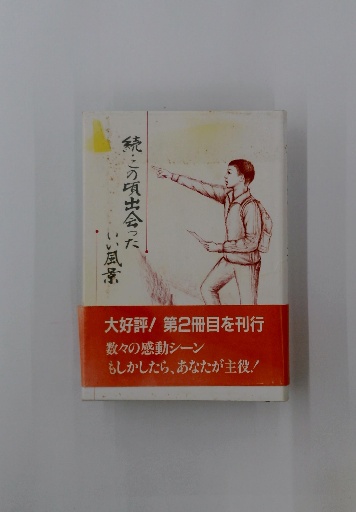 続・この頃出会った
いい風景
大好評! 第2冊目を刊行
数々の感動シーン
もしかしたら、あなたが主役!